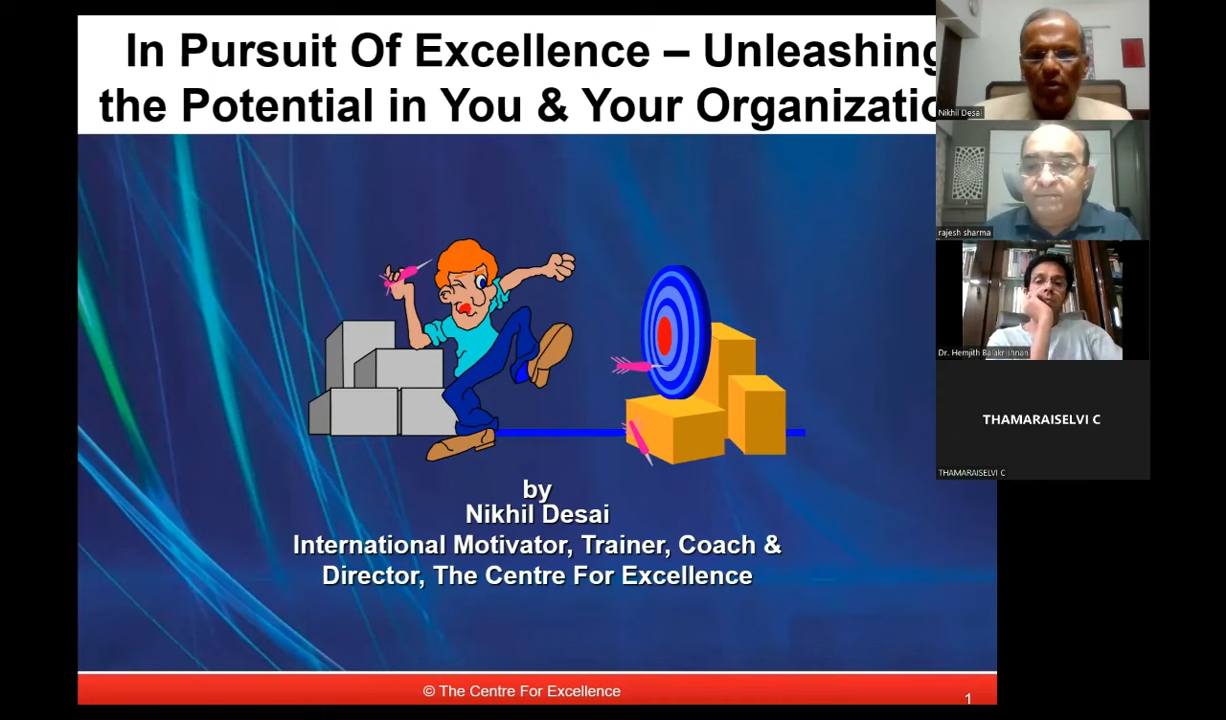 In Pursuit Of Excellence – Unleashing
the Potential in You & Your Organizatio
by
Nikhil Desai
International Motivator, Trainer, Coach &
Director, The Centre For Excellence
© The Centre For Excellence
1
Nikhil Desai
rajesh sharma
Dr. Hemjith Balakrishnan
THAMARAISELVI C
THAMARAISELVI C